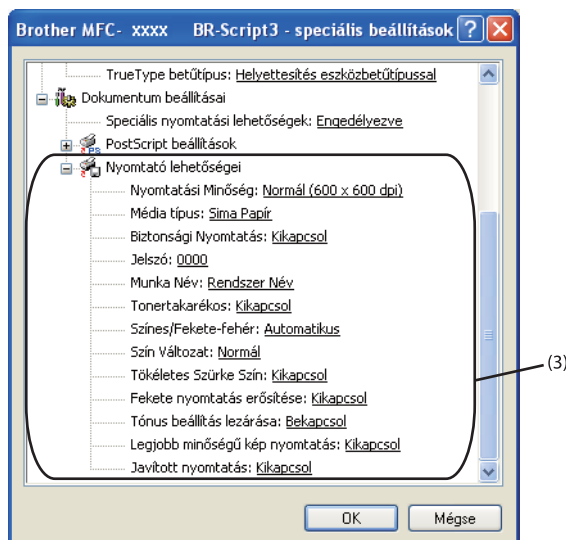 Brother MFC- xxxx BR-Script3 - speciális beállítások
TrueType betűtípus: Helyettesítés eszközbetűtípussal
Dokumentum beállításai
Speciális nyomtatási lehetőségek: Engedélyezve
PostScript beállítások
Nyomtató lehetőségei
Nyomtatási Minőség: Normál (600 x 600 dpi)
Média típus: Sima Papír
Biztonsági Nyomtatás: Kikapcsol
Jelszó: 0000
Munka Név: Rendszer Név
Tonertakarékos: Kikapcsol
Színes/Fekete-fehér: Automatikus
Szín Változat: Normál
Tökéletes Szürke Szín: Kikapcsol
Fekete nyomtatás erősítése: Kikapcsol
Tónus beállítás lezárása: Bekapcsol
Legjobb minőségű kép nyomtatás: Kikapcsol
Javított nyomtatás: Kikapcsol
(3)
OK Mégse